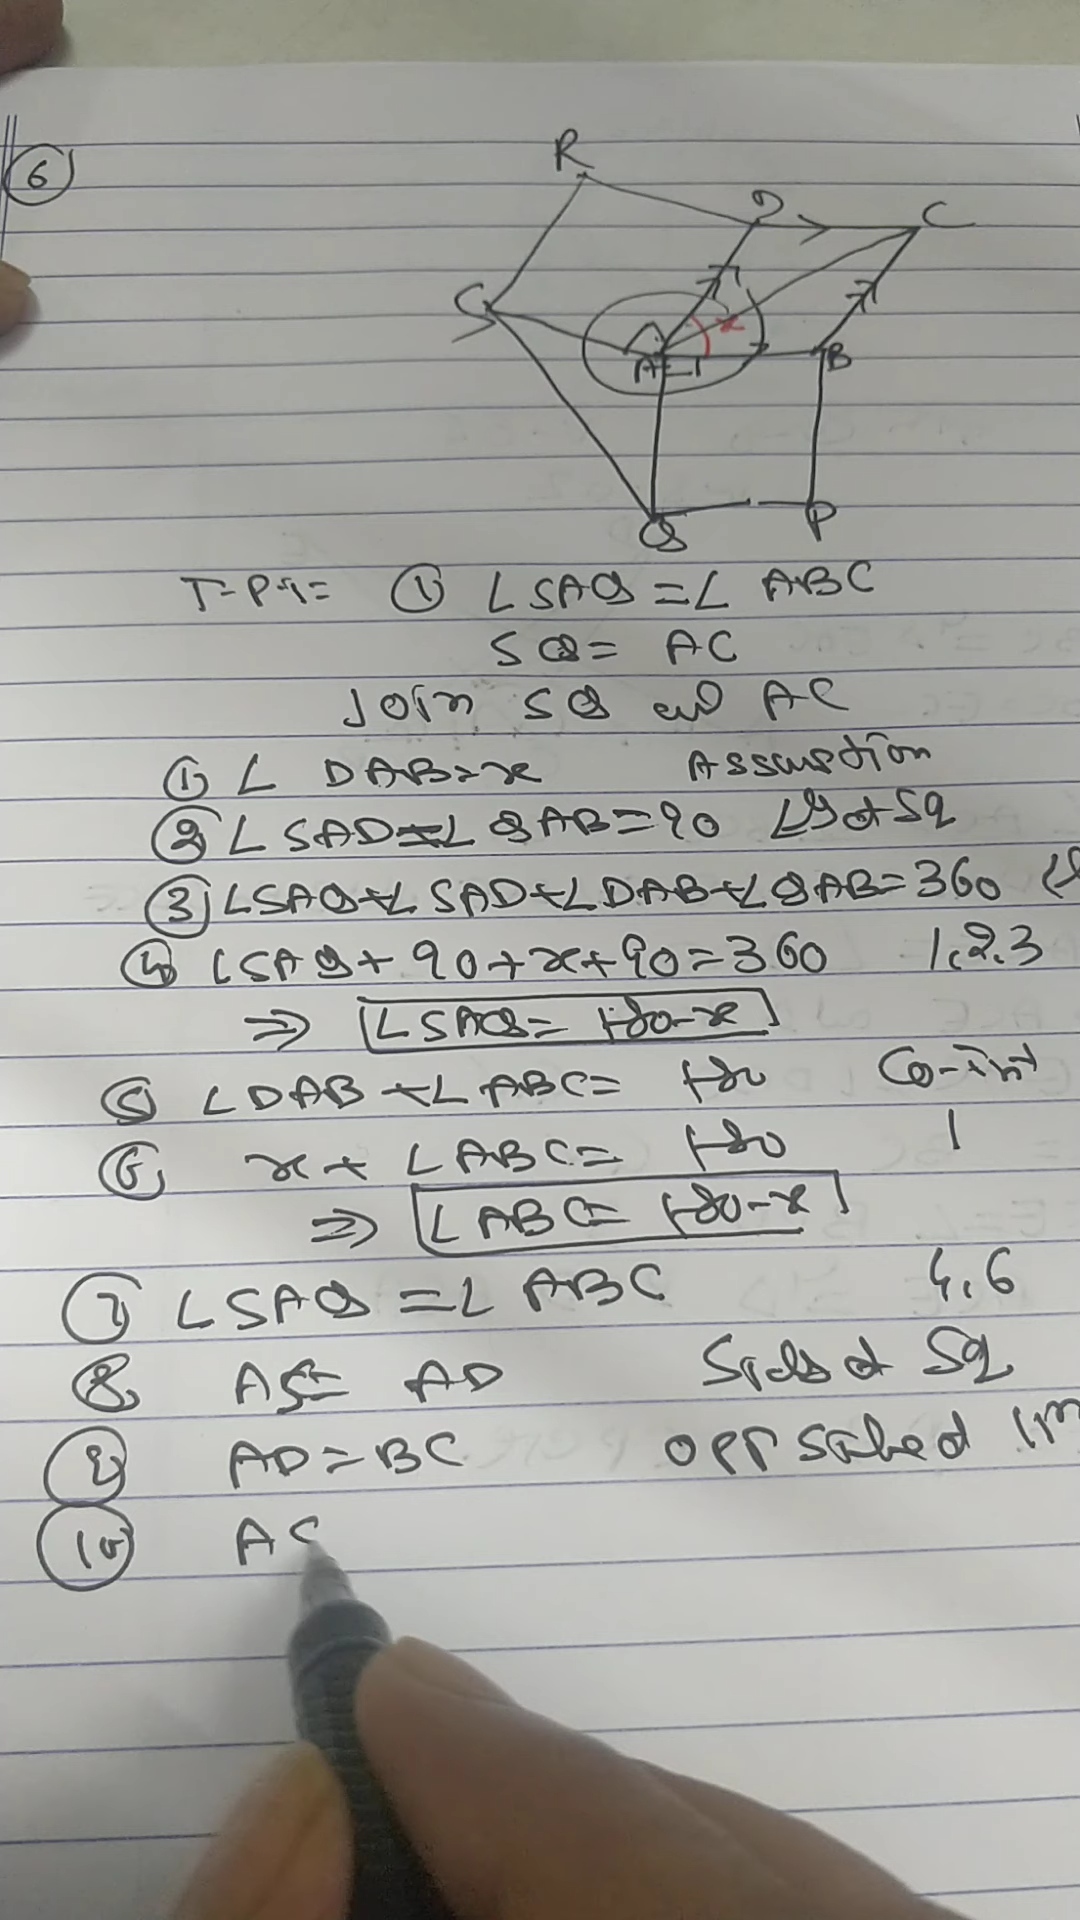 6
R
D
C
S
x
A
B
Q
P
T.P.T = ① ∠SAQ = ∠ABC
SQ = AC
Join SQ and AC
① ∠DAB = x Assumption
② ∠SAD = ∠QAB = 90 ∠s of sq
③ ∠SAQ + ∠SAD + ∠DAB + ∠QAB = 360
④ ∠SAQ + 90 + x + 90 = 360 1,2,3
⇒ ∠SAQ = 180 - x
⑤ ∠DAB + ∠ABC = 180 Co-int
⑥ x + ∠ABC = 180 1
⇒ ∠ABC = 180 - x
⑦ ∠SAQ = ∠ABC 4,6
⑧ AS = AD Sides of Sq
⑨ AD = BC opp
⑩ AS